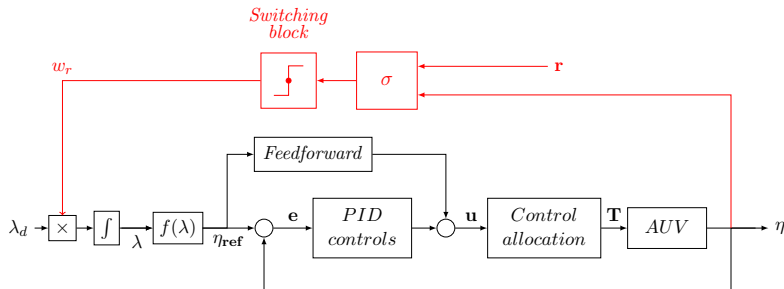 Switching
block
w_r
σ
r
Feedforward
λ_d
×
∫
λ
f(λ)
η_ref
e
PID
controls
u
Control
allocation
T
AUV
η